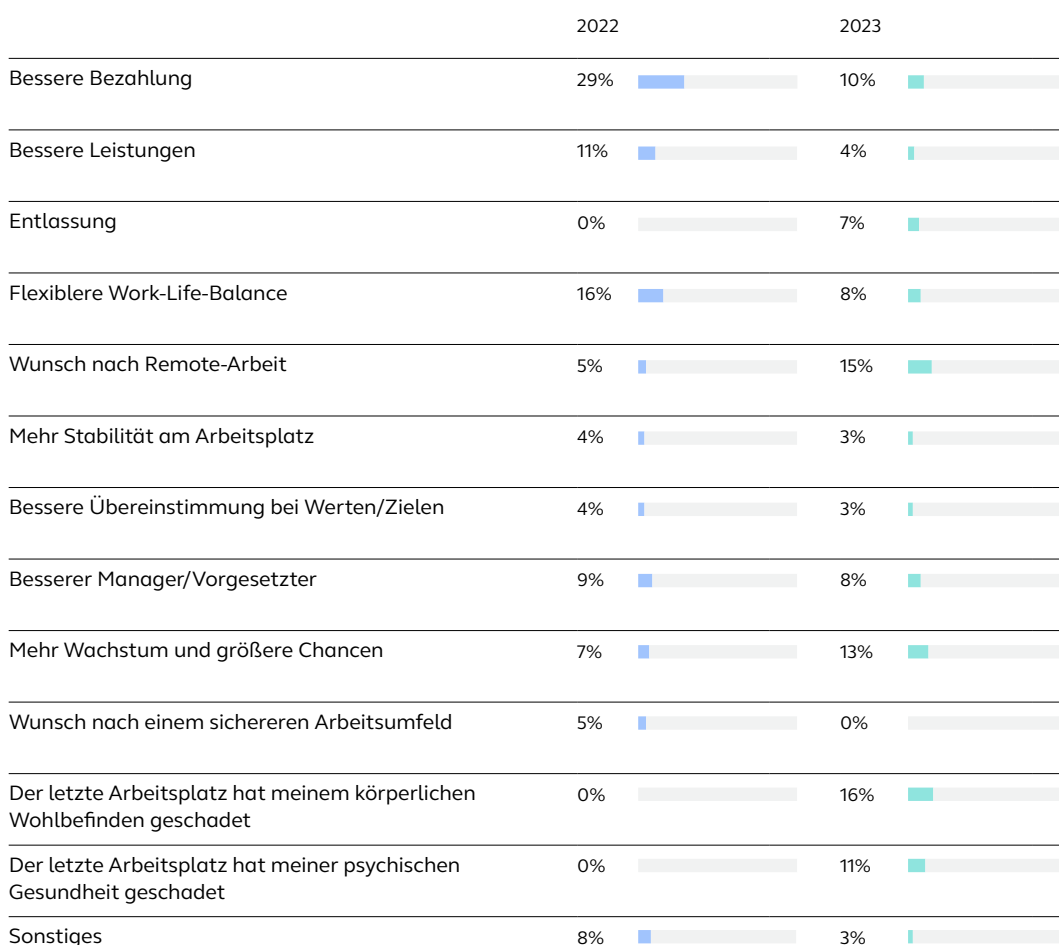 2022 2023
Bessere Bezahlung 29% 10%
Bessere Leistungen 11% 4%
Entlassung 0% 7%
Flexiblere Work-Life-Balance 16% 8%
Wunsch nach Remote-Arbeit 5% 15%
Mehr Stabilität am Arbeitsplatz 4% 3%
Bessere Übereinstimmung bei Werten/Zielen 4% 3%
Besserer Manager/Vorgesetzter 9% 8%
Mehr Wachstum und größere Chancen 7% 13%
Wunsch nach einem sichereren Arbeitsumfeld 5% 0%
Der letzte Arbeitsplatz hat meinem körperlichen 0% 16%
Wohlbefinden geschadet
Der letzte Arbeitsplatz hat meiner psychischen 0% 11%
Gesundheit geschadet
Sonstiges 8% 3%